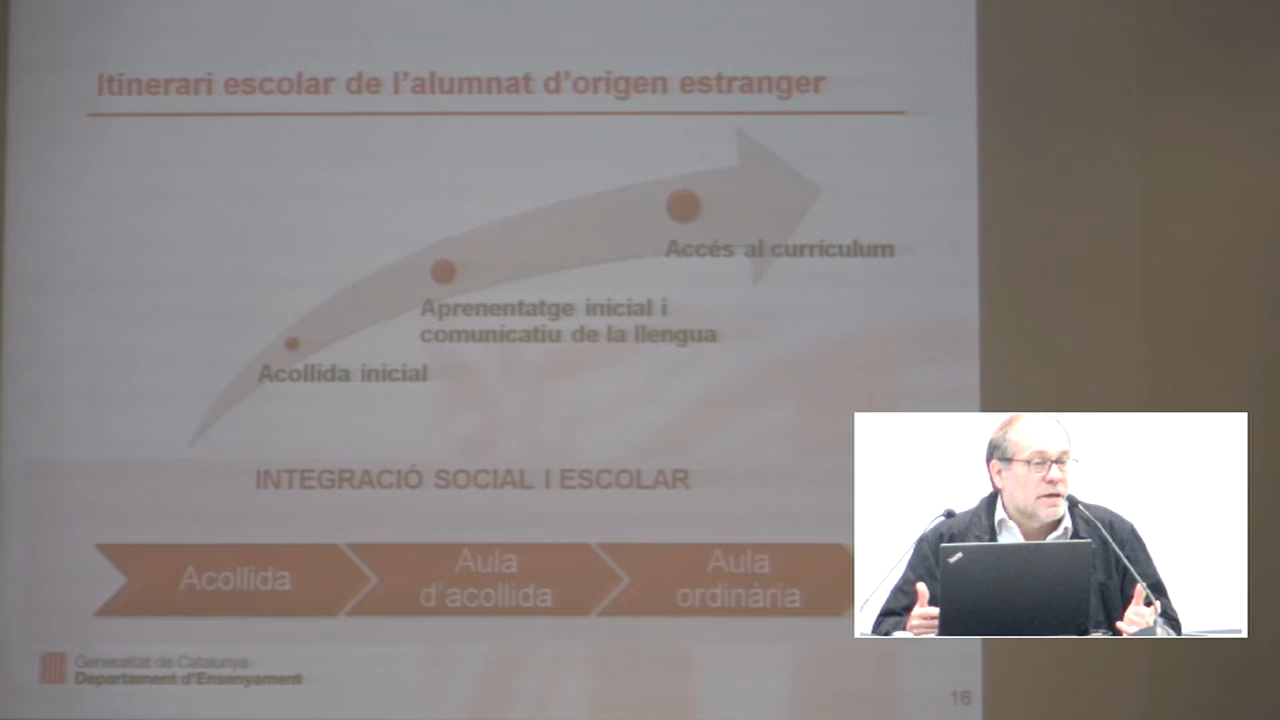 Itinerari escolar de l'alumnat d'origen estranger
Accés al currículum
Aprenentatge inicial i
comunicatiu de la llengua
Acollida inicial
INTEGRACIÓ SOCIAL I ESCOLAR
Acollida
Aula
d'acollida
Aula
ordinària
Generalitat de Catalunya
Departament d'Ensenyament
16